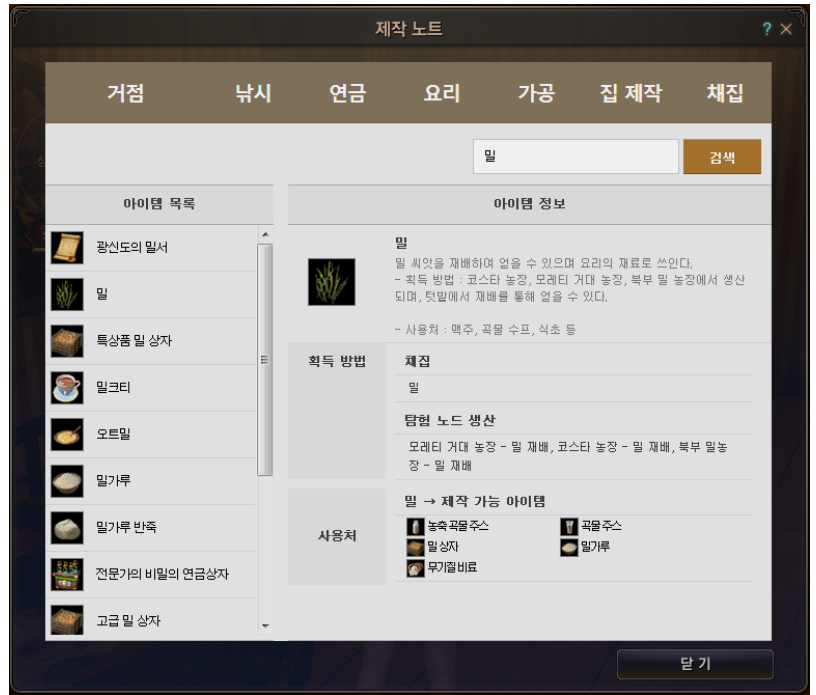 제작 노트
? ×
거점 낚시 연금 요리 가공 집 제작 채집
밀 검색
아이템 목록
광신도의 밀서
밀
특상품 밀 상자
밀크티
오트밀
밀가루
밀가루 반죽
전문가의 비밀의 연금상자
고급 밀 상자
아이템 정보
밀
밀 씨앗을 재배하여 얻을 수 있으며 요리의 재료로 쓰인다.
- 획득 방법 : 코스타 농장, 모레티 거대 농장, 북부 밀 농장에서 생산
되며, 텃밭에서 재배를 통해 얻을 수 있다.
- 사용처 : 맥주, 곡물 수프, 식초 등
획득 방법 채집
밀
탐험 노드 생산
모레티 거대 농장 - 밀 재배, 코스타 농장 - 밀 재배, 북부 밀농
장 - 밀 재배
사용처
밀 → 제작 가능 아이템
농축 곡물 주스 곡물 주스
밀 상자 밀가루
무기질 비료
닫기